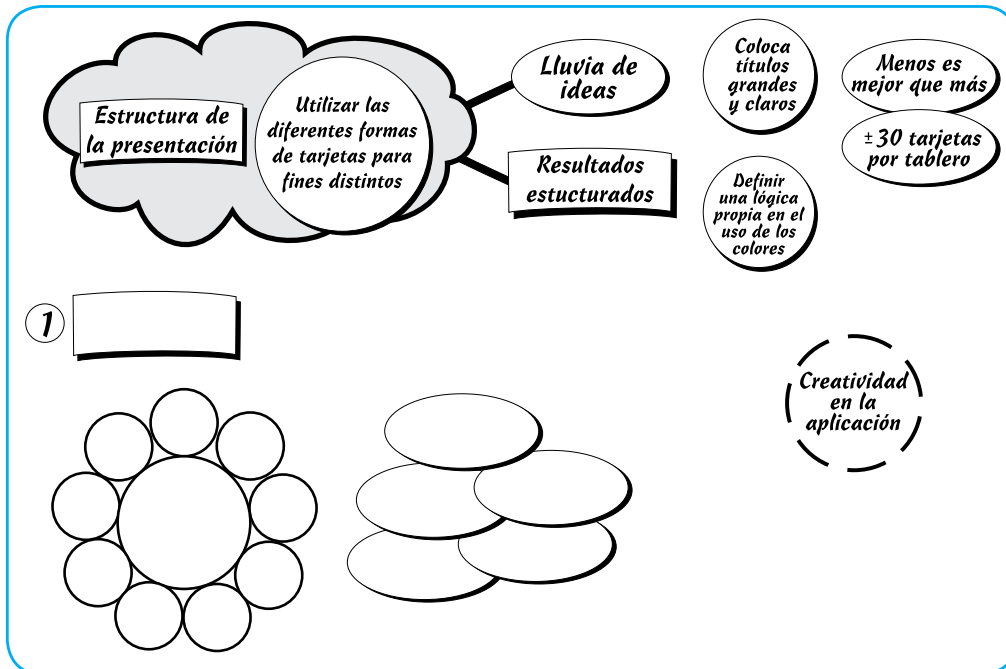 Estructura de
la presentación
Utilizar las
diferentes formas
de tarjetas para
fines distintos
Lluvia de
ideas
Resultados
estucturados
Coloca
títulos
grandes
y claros
Definir
una lógica
propia en el
uso de los
colores
Menos es
mejor que más
±30 tarjetas
por tablero
1
Creatividad
en la
aplicación